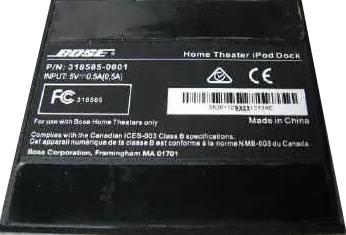 BOSE
Home Theater iPod Dock
P/N: 318585-0001
INPUT: 5V⎓0.5A(0,5A)
CE
FC 318585
For use with Bose Home Theaters only
Made in China
Complies with the Canadian ICES-003 Class B specifications.
Cet appareil numérique de la classe B est conforme à la norme NMB-003 du Canada.
Bose Corporation, Framingham MA 01701